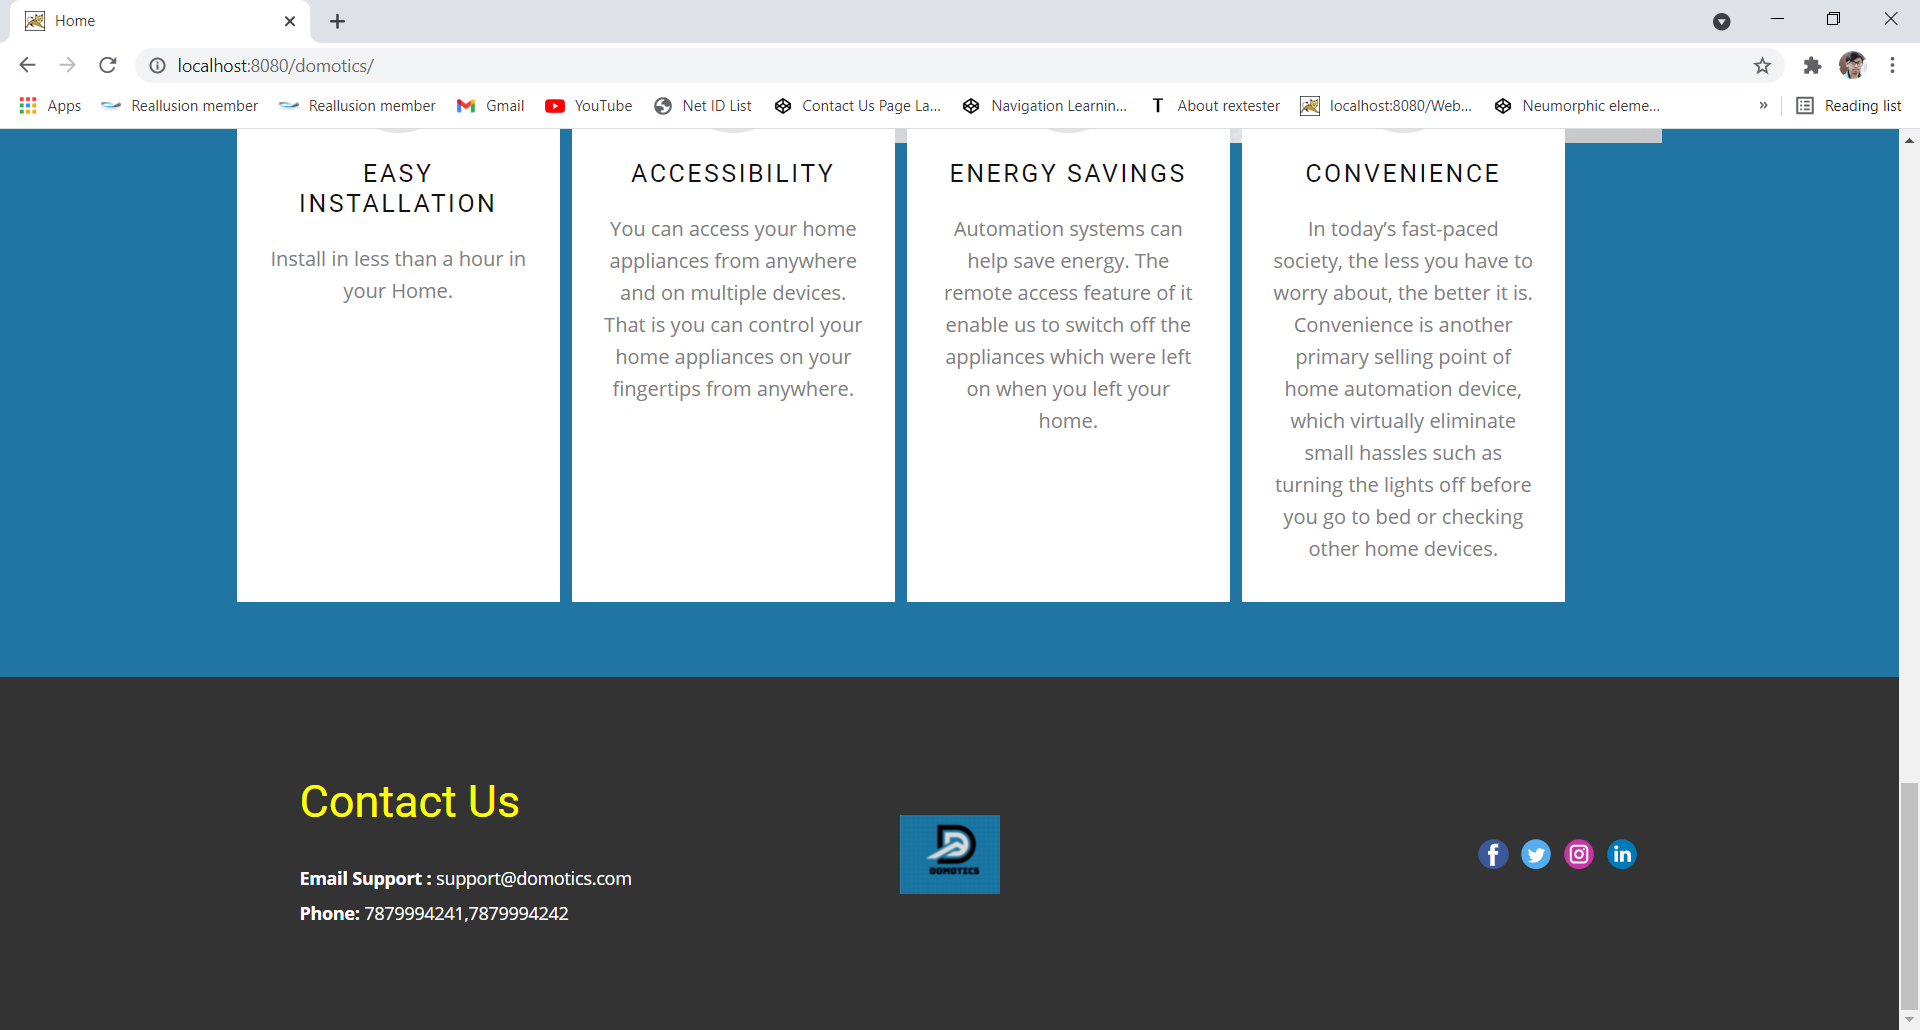 Home
localhost:8080/domotics/
Apps
Reallusion member
Reallusion member
Gmail
YouTube
Net ID List
Contact Us Page La...
Navigation Learnin...
About rextester
localhost:8080/Web...
Neumorphic eleme...
»
Reading list
EASY
INSTALLATION
Install in less than a hour in
your Home.
ACCESSIBILITY
You can access your home
appliances from anywhere
and on multiple devices.
That is you can control your
home appliances on your
fingertips from anywhere.
ENERGY SAVINGS
Automation systems can
help save energy. The
remote access feature of it
enable us to switch off the
appliances which were left
on when you left your
home.
CONVENIENCE
In today’s fast-paced
society, the less you have to
worry about, the better it is.
Convenience is another
primary selling point of
home automation device,
which virtually eliminate
small hassles such as
turning the lights off before
you go to bed or checking
other home devices.
Contact Us
Email Support : support@domotics.com
Phone: 7879994241,7879994242
DOMOTICS